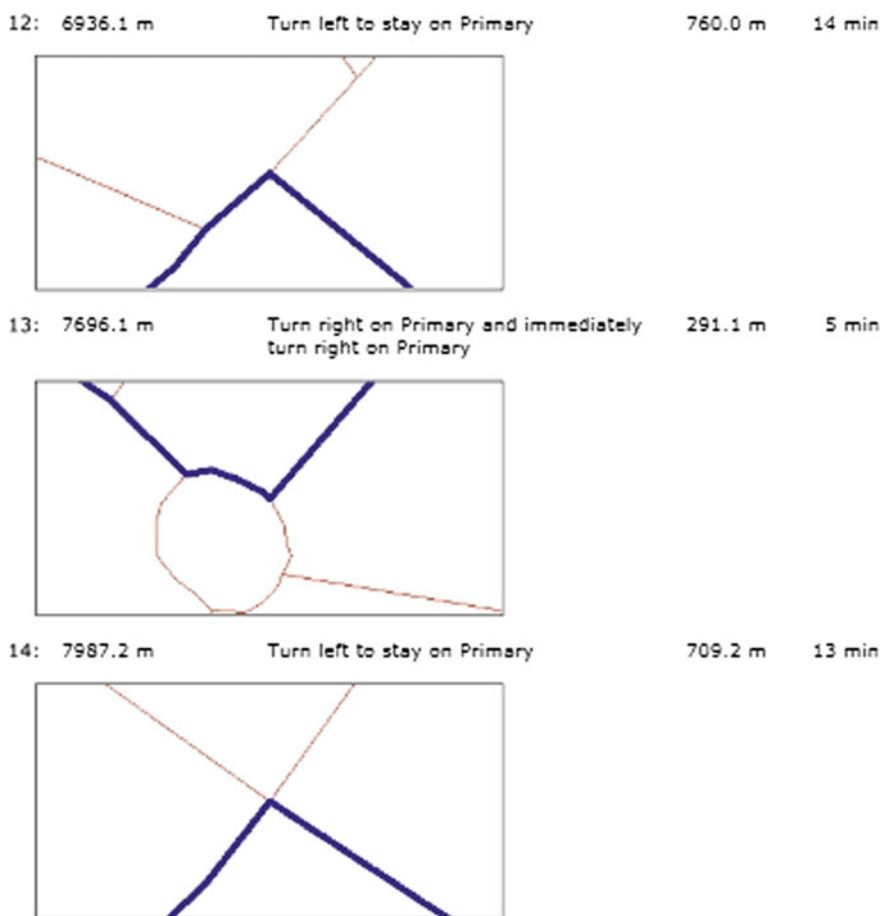 12: 6936.1 m Turn left to stay on Primary 760.0 m 14 min
13: 7696.1 m Turn right on Primary and immediately 291.1 m 5 min
turn right on Primary
14: 7987.2 m Turn left to stay on Primary 709.2 m 13 min